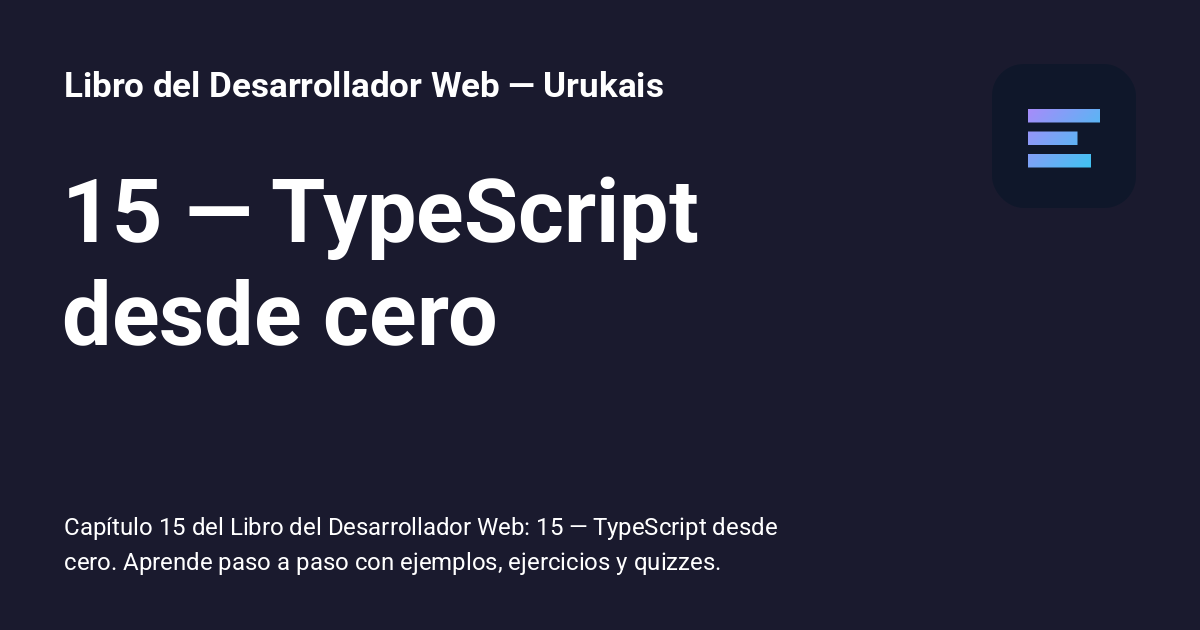 Libro del Desarrollador Web — Urukais
15 — TypeScript
desde cero
Capítulo 15 del Libro del Desarrollador Web: 15 — TypeScript desde
cero. Aprende paso a paso con ejemplos, ejercicios y quizzes.